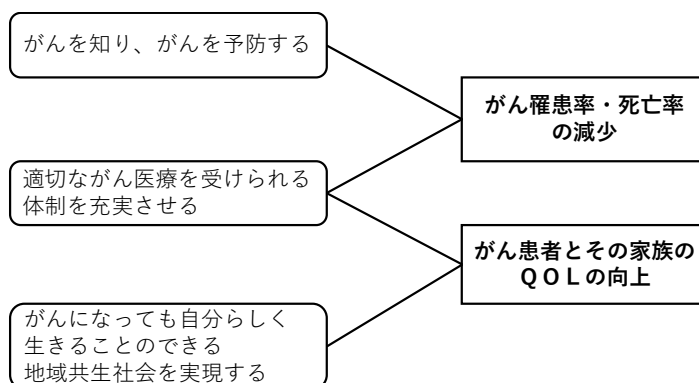 がんを知り、がんを予防する
適切ながん医療を受けられる
体制を充実させる
がんになっても自分らしく
生きることのできる
地域共生社会を実現する
がん罹患率・死亡率
の減少
がん患者とその家族の
ＱＯＬの向上